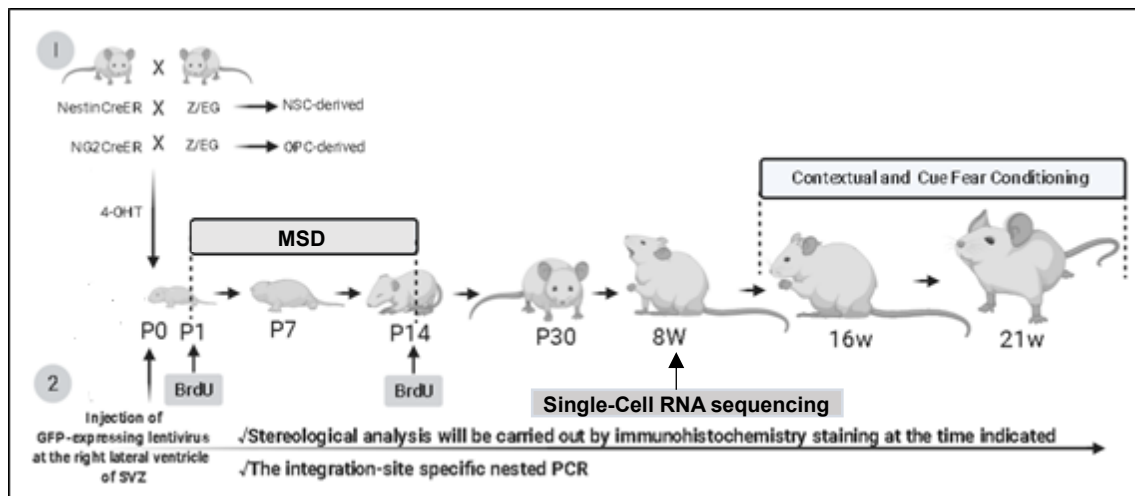 1
X
NestinCreER X Z/EG NSC-derived
NG2CreER X Z/EG OPC-derived
4-OHT
MSD
Contextual and Cue Fear Conditioning
P0 P1 P7 P14 P30 8W 16w 21w
BrdU BrdU
Single-Cell RNA sequencing
2
Injection of
GFP-expressing lentivirus
at the right lateral ventricle
of SVZ
√Stereological analysis will be carried out by immunohistochemistry staining at the time indicated
√The integration-site specific nested PCR